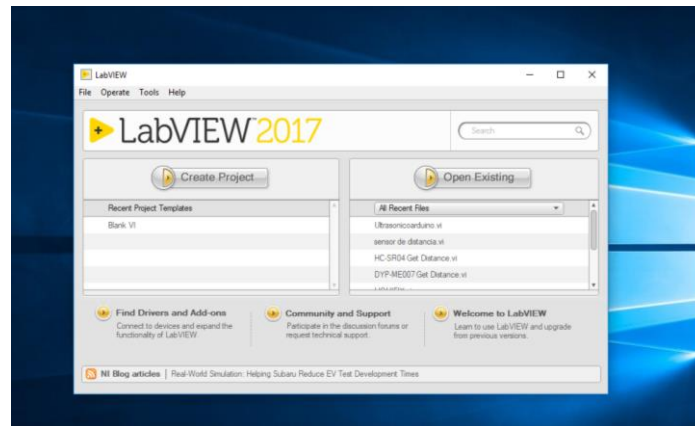 LabVIEW
File Operate Tools Help
LabVIEW 2017
Search
Create Project
Open Existing
Recent Project Templates
All Recent Files
Blank VI
Ultrasonicoarduino.vi
sensor de distancia.vi
HC-SR04 Get Distance.vi
DYP-ME007 Get Distance.vi
Find Drivers and Add-ons
Connect to devices and expand the
functionality of LabVIEW.
Community and Support
Participate in the discussion forums or
request technical support.
Welcome to LabVIEW
Learn to use LabVIEW and upgrade
from previous versions.
NI Blog articles | Real-World Simulation: Helping Subaru Reduce EV Test Development Times